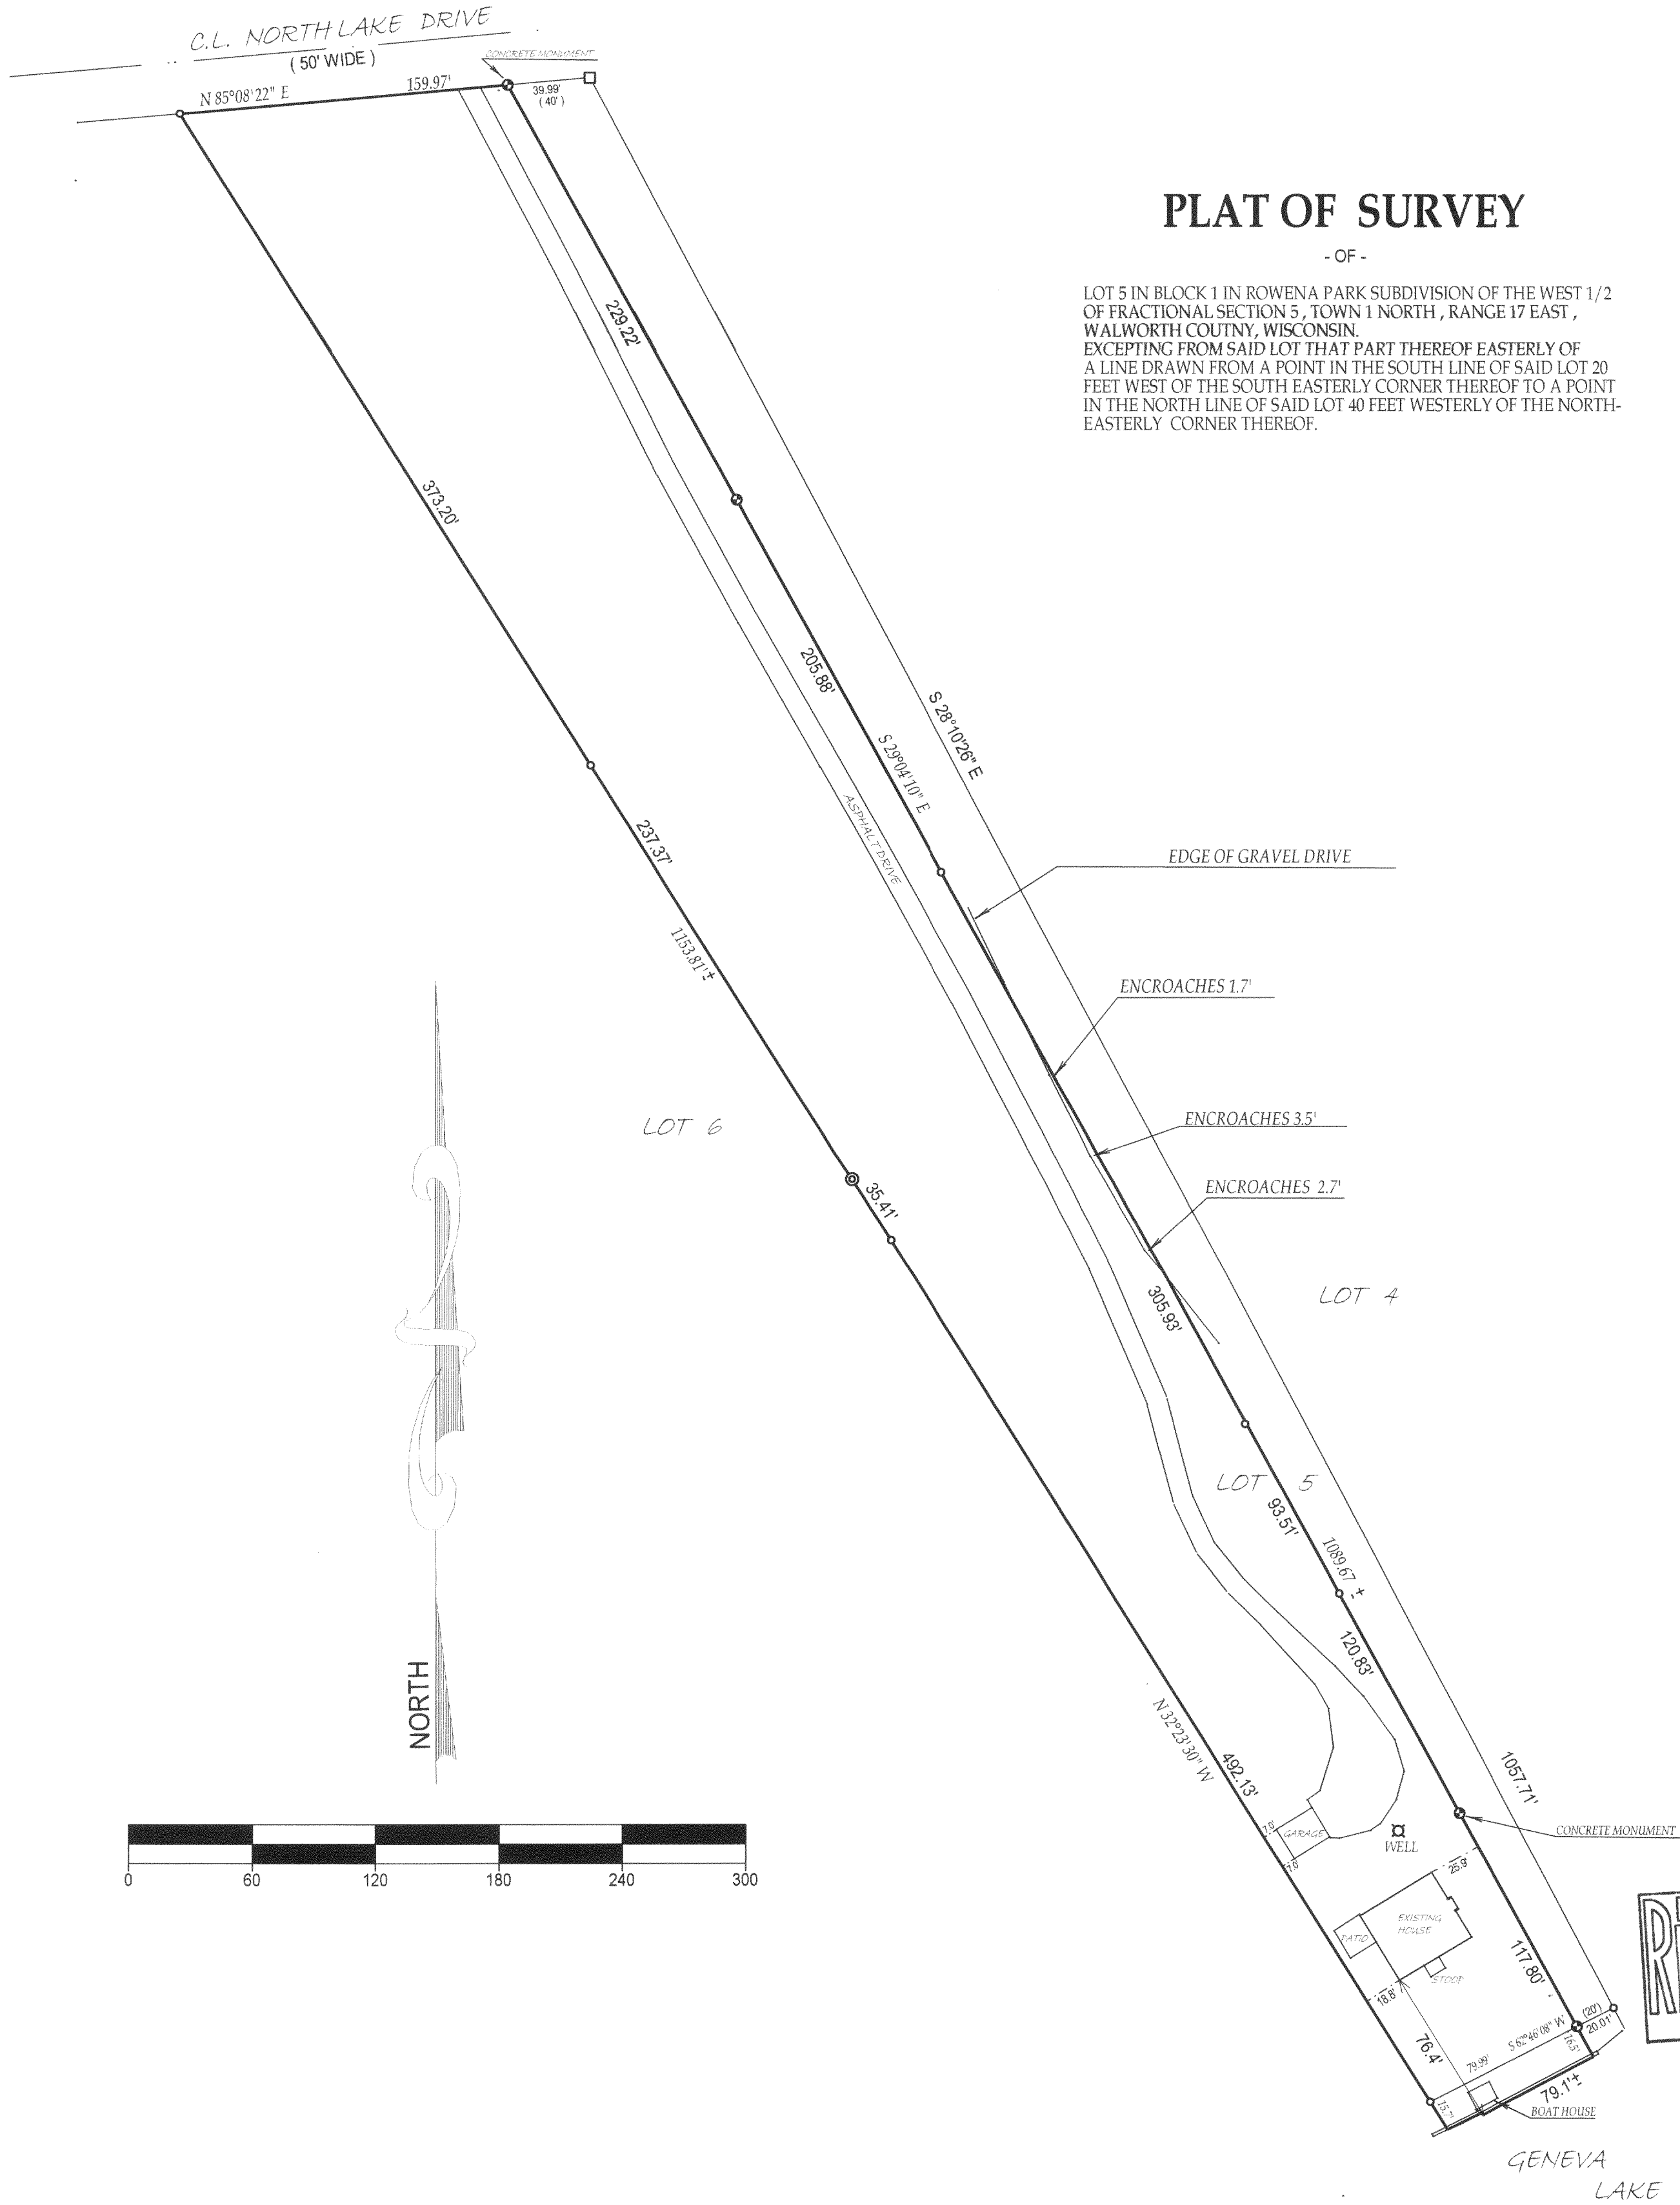 C.L. NORTH LAKE DRIVE
( 50' WIDE )
CONCRETE MONUMENT
N 85°08'22" E
159.97'
39.99'
( 40' )
PLAT OF SURVEY
- OF -
LOT 5 IN BLOCK 1 IN ROWENA PARK SUBDIVISION OF THE WEST 1/2
OF FRACTIONAL SECTION 5 , TOWN 1 NORTH , RANGE 17 EAST ,
WALWORTH COUTNY, WISCONSIN.
EXCEPTING FROM SAID LOT THAT PART THEREOF EASTERLY OF
A LINE DRAWN FROM A POINT IN THE SOUTH LINE OF SAID LOT 20
FEET WEST OF THE SOUTH EASTERLY CORNER THEREOF TO A POINT
IN THE NORTH LINE OF SAID LOT 40 FEET WESTERLY OF THE NORTH-
EASTERLY CORNER THEREOF.
229.22'
373.20'
205.88'
S 28°10'26" E
S 29°04'10" E
ASPHALT DRIVE
237.37'
EDGE OF GRAVEL DRIVE
1153.81'±
ENCROACHES 1.7'
LOT 6
ENCROACHES 3.5'
35.41'
ENCROACHES 2.7'
LOT 4
305.93'
LOT 5
93.51'
1089.67 ±
120.83'
NORTH
N 32°23'30" W
492.13'
1057.71'
7.0'
GARAGE
7.0'
WELL
CONCRETE MONUMENT
0 60 120 180 240 300
25.9'
EXISTING
HOUSE
PATIO
STOOP
117.80'
18.8'
76.4'
(20')
20.01'
S 62°46'08" W
79.99'
16.5'
15.7'
79.1'±
BOAT HOUSE
GENEVA
LAKE